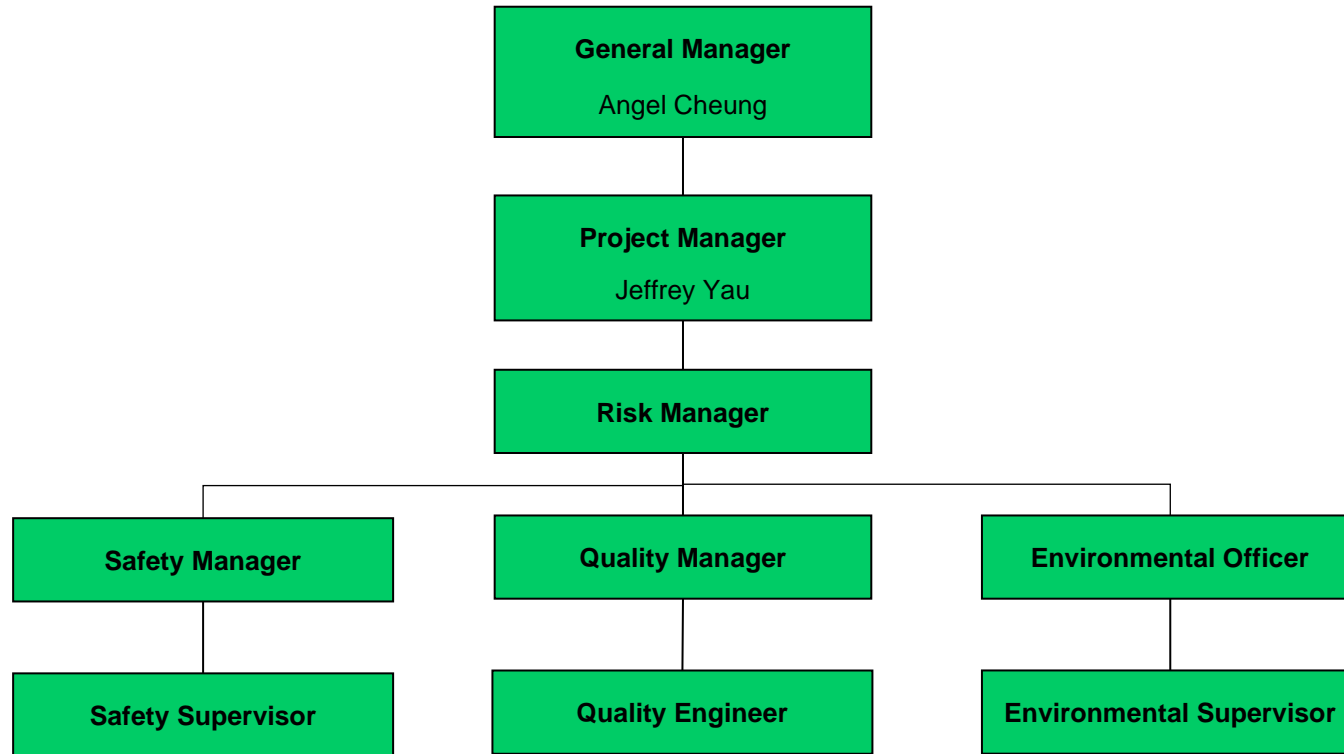 General Manager
Angel Cheung
Project Manager
Jeffrey Yau
Risk Manager
Safety Manager
Quality Manager
Environmental Officer
Safety Supervisor
Quality Engineer
Environmental Supervisor